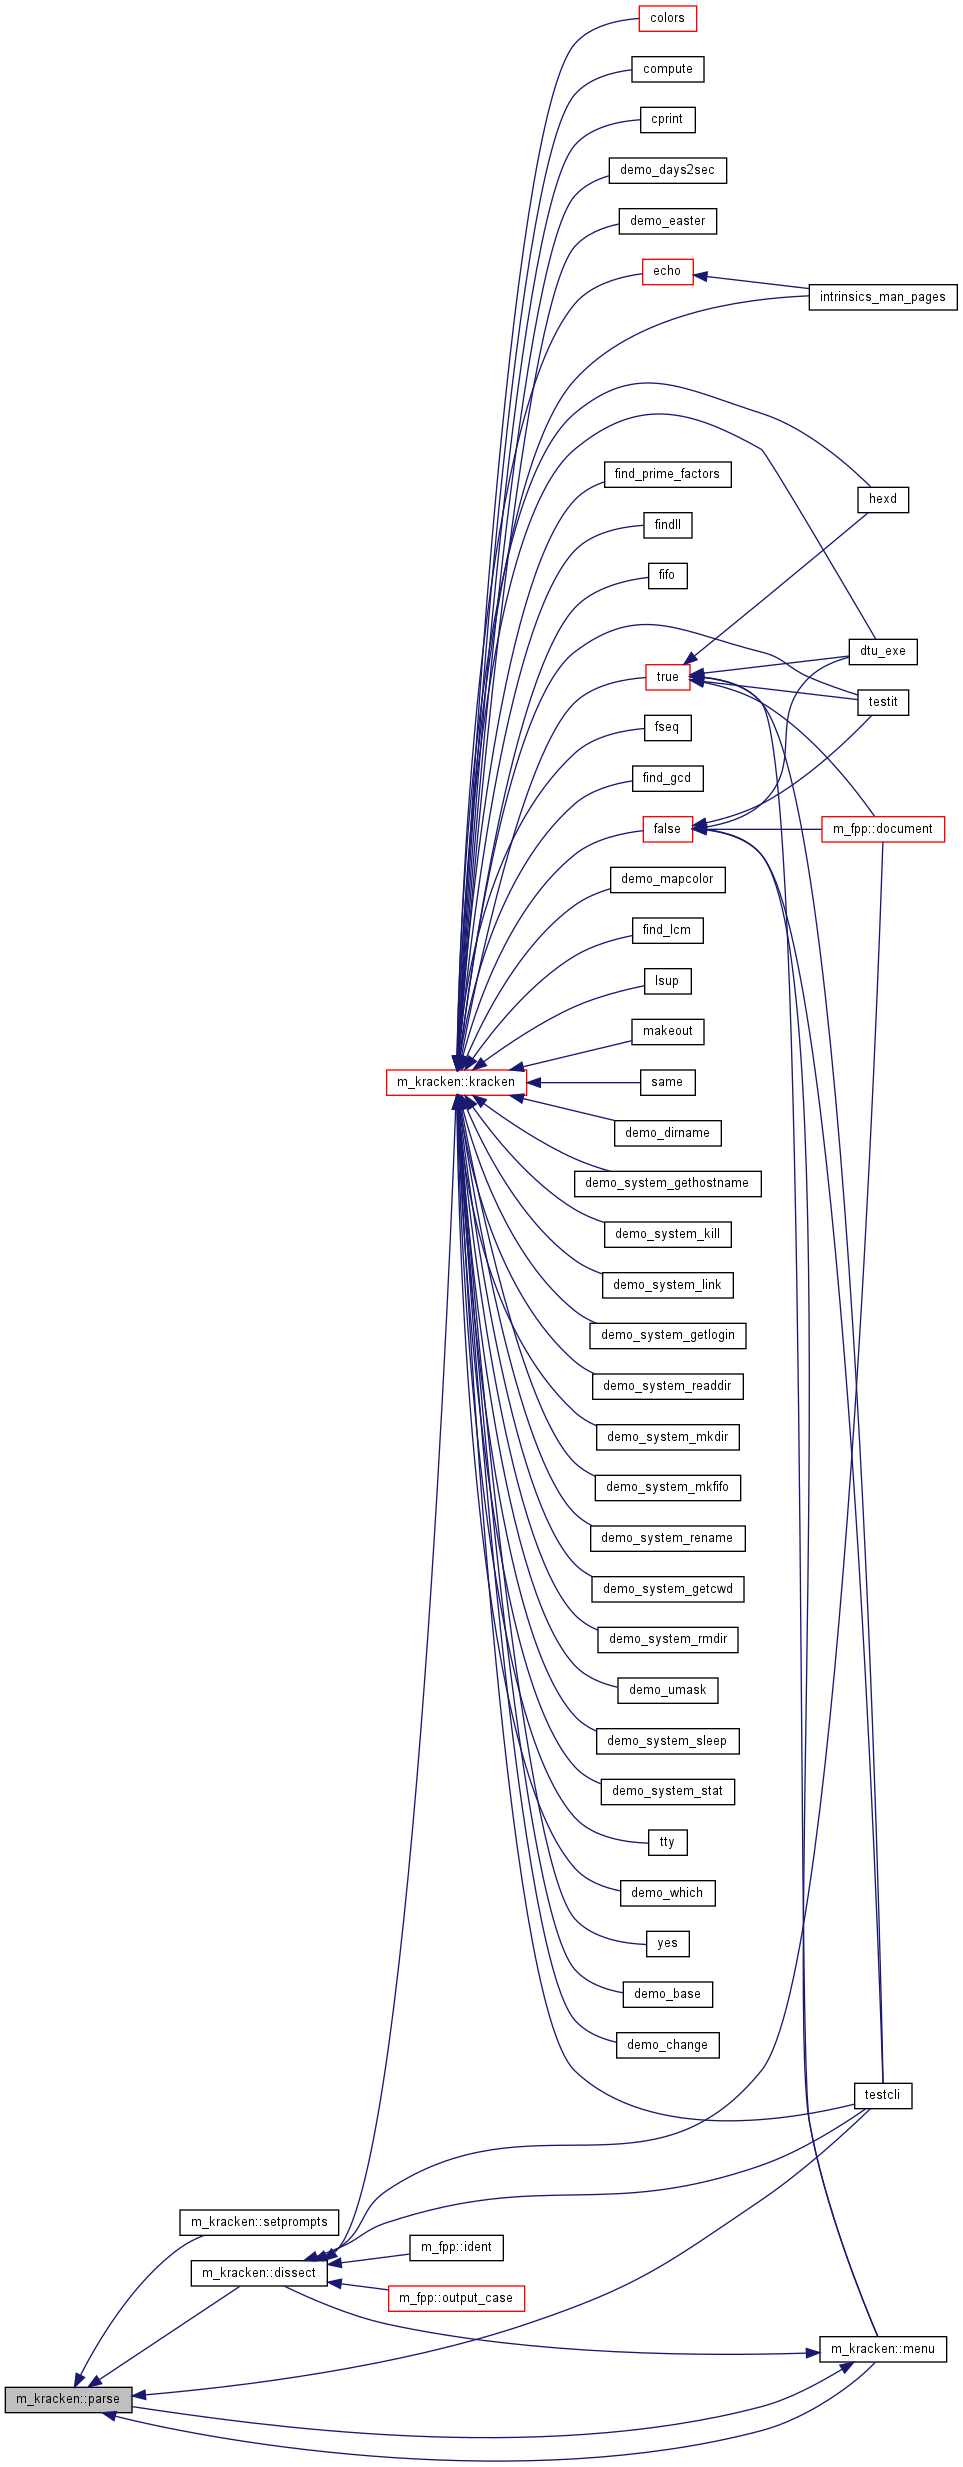 colors
compute
cprint
demo_days2sec
demo_easter
echo
intrinsics_man_pages
find_prime_factors
hexd
findll
fifo
dtu_exe
true
testit
fseq
find_gcd
false
m_fpp::document
demo_mapcolor
find_lcm
lsup
makeout
m_kracken::kracken
same
demo_dirname
demo_system_gethostname
demo_system_kill
demo_system_link
demo_system_getlogin
demo_system_readdir
demo_system_mkdir
demo_system_mkfifo
demo_system_rename
demo_system_getcwd
demo_system_rmdir
demo_umask
demo_system_sleep
demo_system_stat
tty
demo_which
yes
demo_base
demo_change
testcli
m_kracken::setprompts
m_fpp::ident
m_kracken::dissect
m_fpp::output_case
m_kracken::menu
m_kracken::parse